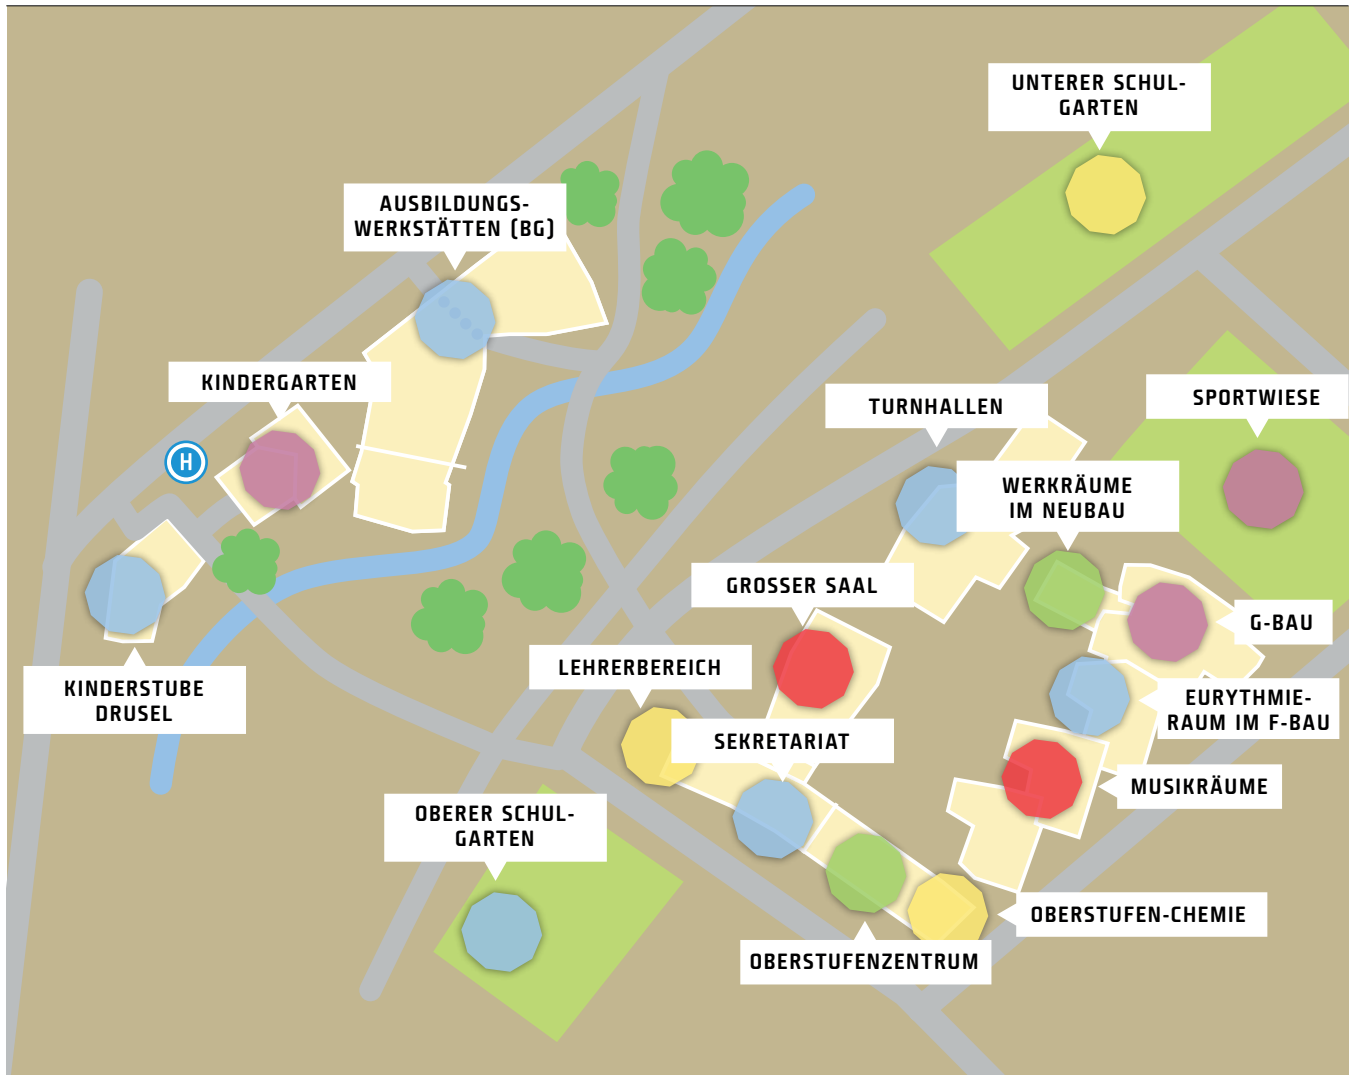 UNTERER SCHUL-
GARTEN
AUSBILDUNGS-
WERKSTÄTTEN (BG)
KINDERGARTEN
H
TURNHALLEN
SPORTWIESE
WERKRÄUME
IM NEUBAU
GROSSER SAAL
G-BAU
LEHRERBEREICH
KINDERSTUBE
DRUSEL
EURYTHMIE-
RAUM IM F-BAU
SEKRETARIAT
MUSIKRÄUME
OBERER SCHUL-
GARTEN
OBERSTUFEN-CHEMIE
OBERSTUFENZENTRUM